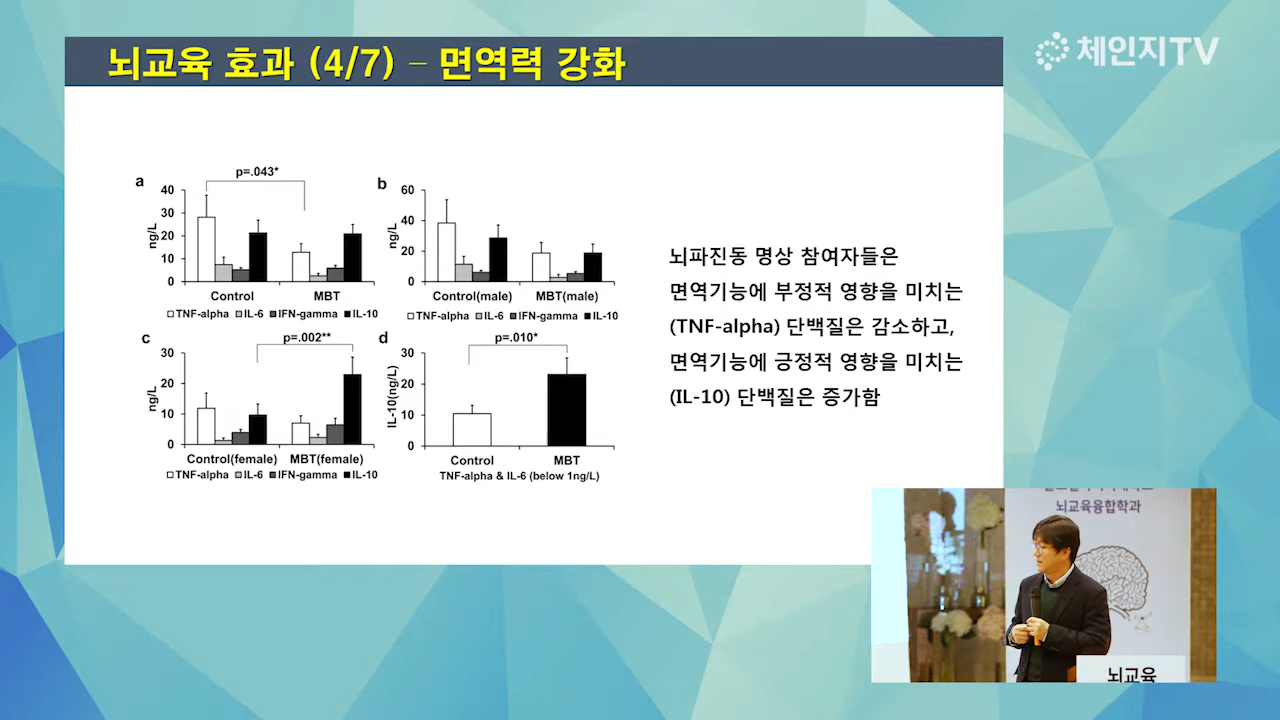 뇌교육 효과 (4/7) – 면역력 강화
체인지TV
a
p=.043*
ng/L
40
30
20
10
0
Control
MBT
TNF-alpha IL-6 IFN-gamma IL-10
b
ng/L
60
40
20
0
Control(male)
MBT(male)
TNF-alpha IL-6 IFN-gamma IL-10
c
p=.002**
ng/L
30
20
10
0
Control(female)
MBT(female)
TNF-alpha IL-6 IFN-gamma IL-10
d
p=.010*
IL-10(ng/L)
30
20
10
0
Control
MBT
TNF-alpha & IL-6 (below 1ng/L)
뇌파진동 명상 참여자들은
면역기능에 부정적 영향을 미치는
(TNF-alpha) 단백질은 감소하고,
면역기능에 긍정적 영향을 미치는
(IL-10) 단백질은 증가함
뇌교육융합학과
뇌교육